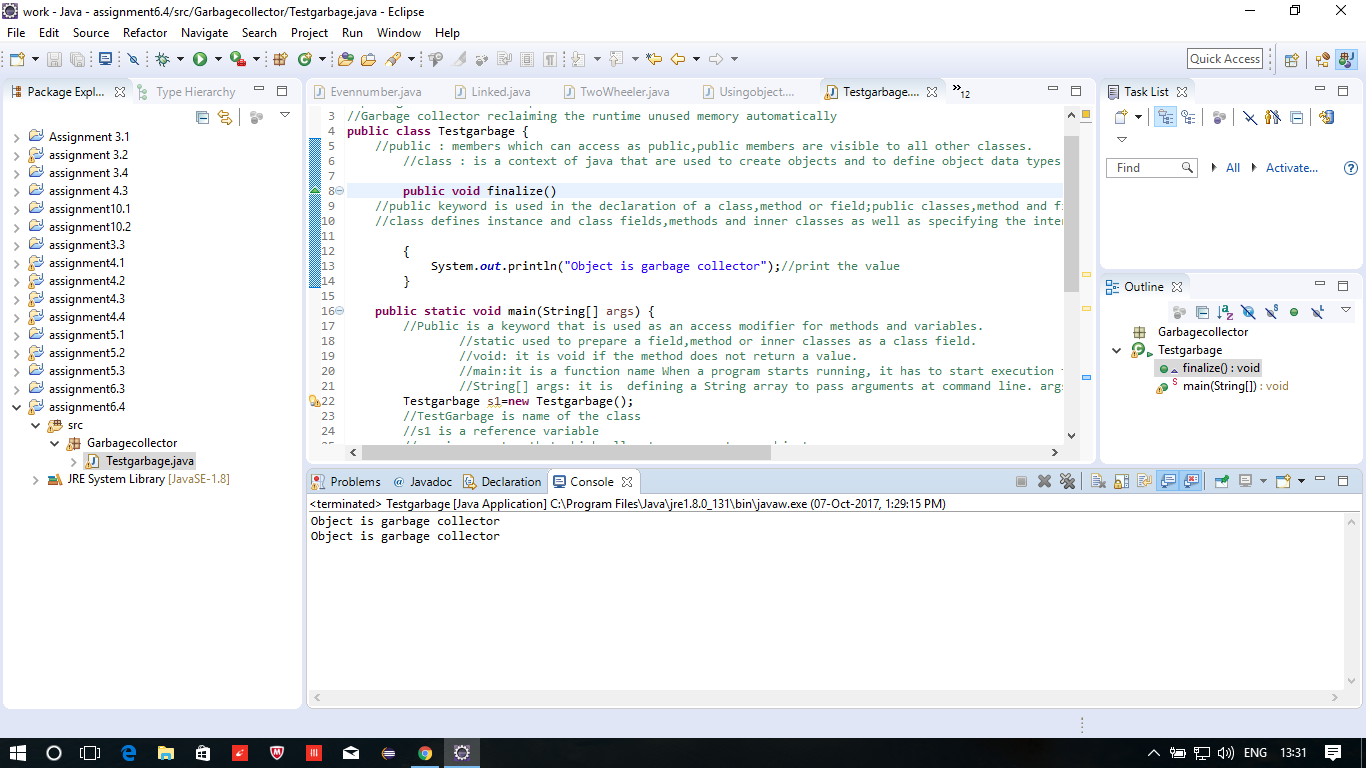 work - Java - assignment6.4/src/Garbagecollector/Testgarbage.java - Eclipse
File Edit Source Refactor Navigate Search Project Run Window Help
Quick Access
Package Expl... Type Hierarchy
Assignment 3.1
assignment 3.2
assignment 3.4
assignment 4.3
assignment10.1
assignment10.2
assignment3.3
assignment4.1
assignment4.2
assignment4.3
assignment4.4
assignment5.1
assignment5.2
assignment5.3
assignment6.3
assignment6.4
src
Garbagecollector
Testgarbage.java
JRE System Library [JavaSE-1.8]
Evennumber.java Linked.java TwoWheeler.java Usingobject.... Testgarbage.... »12
3 //Garbage collector reclaiming the runtime unused memory automatically
4 public class Testgarbage {
5 //public : members which can access as public,public members are visible to all other classes.
6 //class : is a context of java that are used to create objects and to define object data types
7
8 public void finalize()
9 //public keyword is used in the declaration of a class,method or field;public classes,method and fi
10 //class defines instance and class fields,methods and inner classes as well as specifying the inter
11
12 {
13 System.out.println("Object is garbage collector");//print the value
14 }
15
16 public static void main(String[] args) {
17 //Public is a keyword that is used as an access modifier for methods and variables.
18 //static used to prepare a field,method or inner classes as a class field.
19 //void: it is void if the method does not return a value.
20 //main:it is a function name When a program starts running, it has to start execution
21 //String[] args: it is  defining a String array to pass arguments at command line. args
22 Testgarbage s1=new Testgarbage();
23 //TestGarbage is name of the class
24 //s1 is a reference variable
Task List
Find All Activate...
Outline
Garbagecollector
Testgarbage
finalize() : void
main(String[]) : void
Problems @ Javadoc Declaration Console
<terminated> Testgarbage [Java Application] C:\Program Files\Java\jre1.8.0_131\bin\javaw.exe (07-Oct-2017, 1:29:15 PM)
Object is garbage collector
Object is garbage collector
ENG 13:31